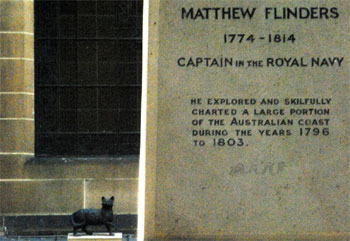 MATTHEW FLINDERS
1774-1814
CAPTAIN IN THE ROYAL NAVY
HE EXPLORED AND SKILFULLY
CHARTED A LARGE PORTION
OF THE AUSTRALIAN COAST
DURING THE YEARS 1796
TO 1803.